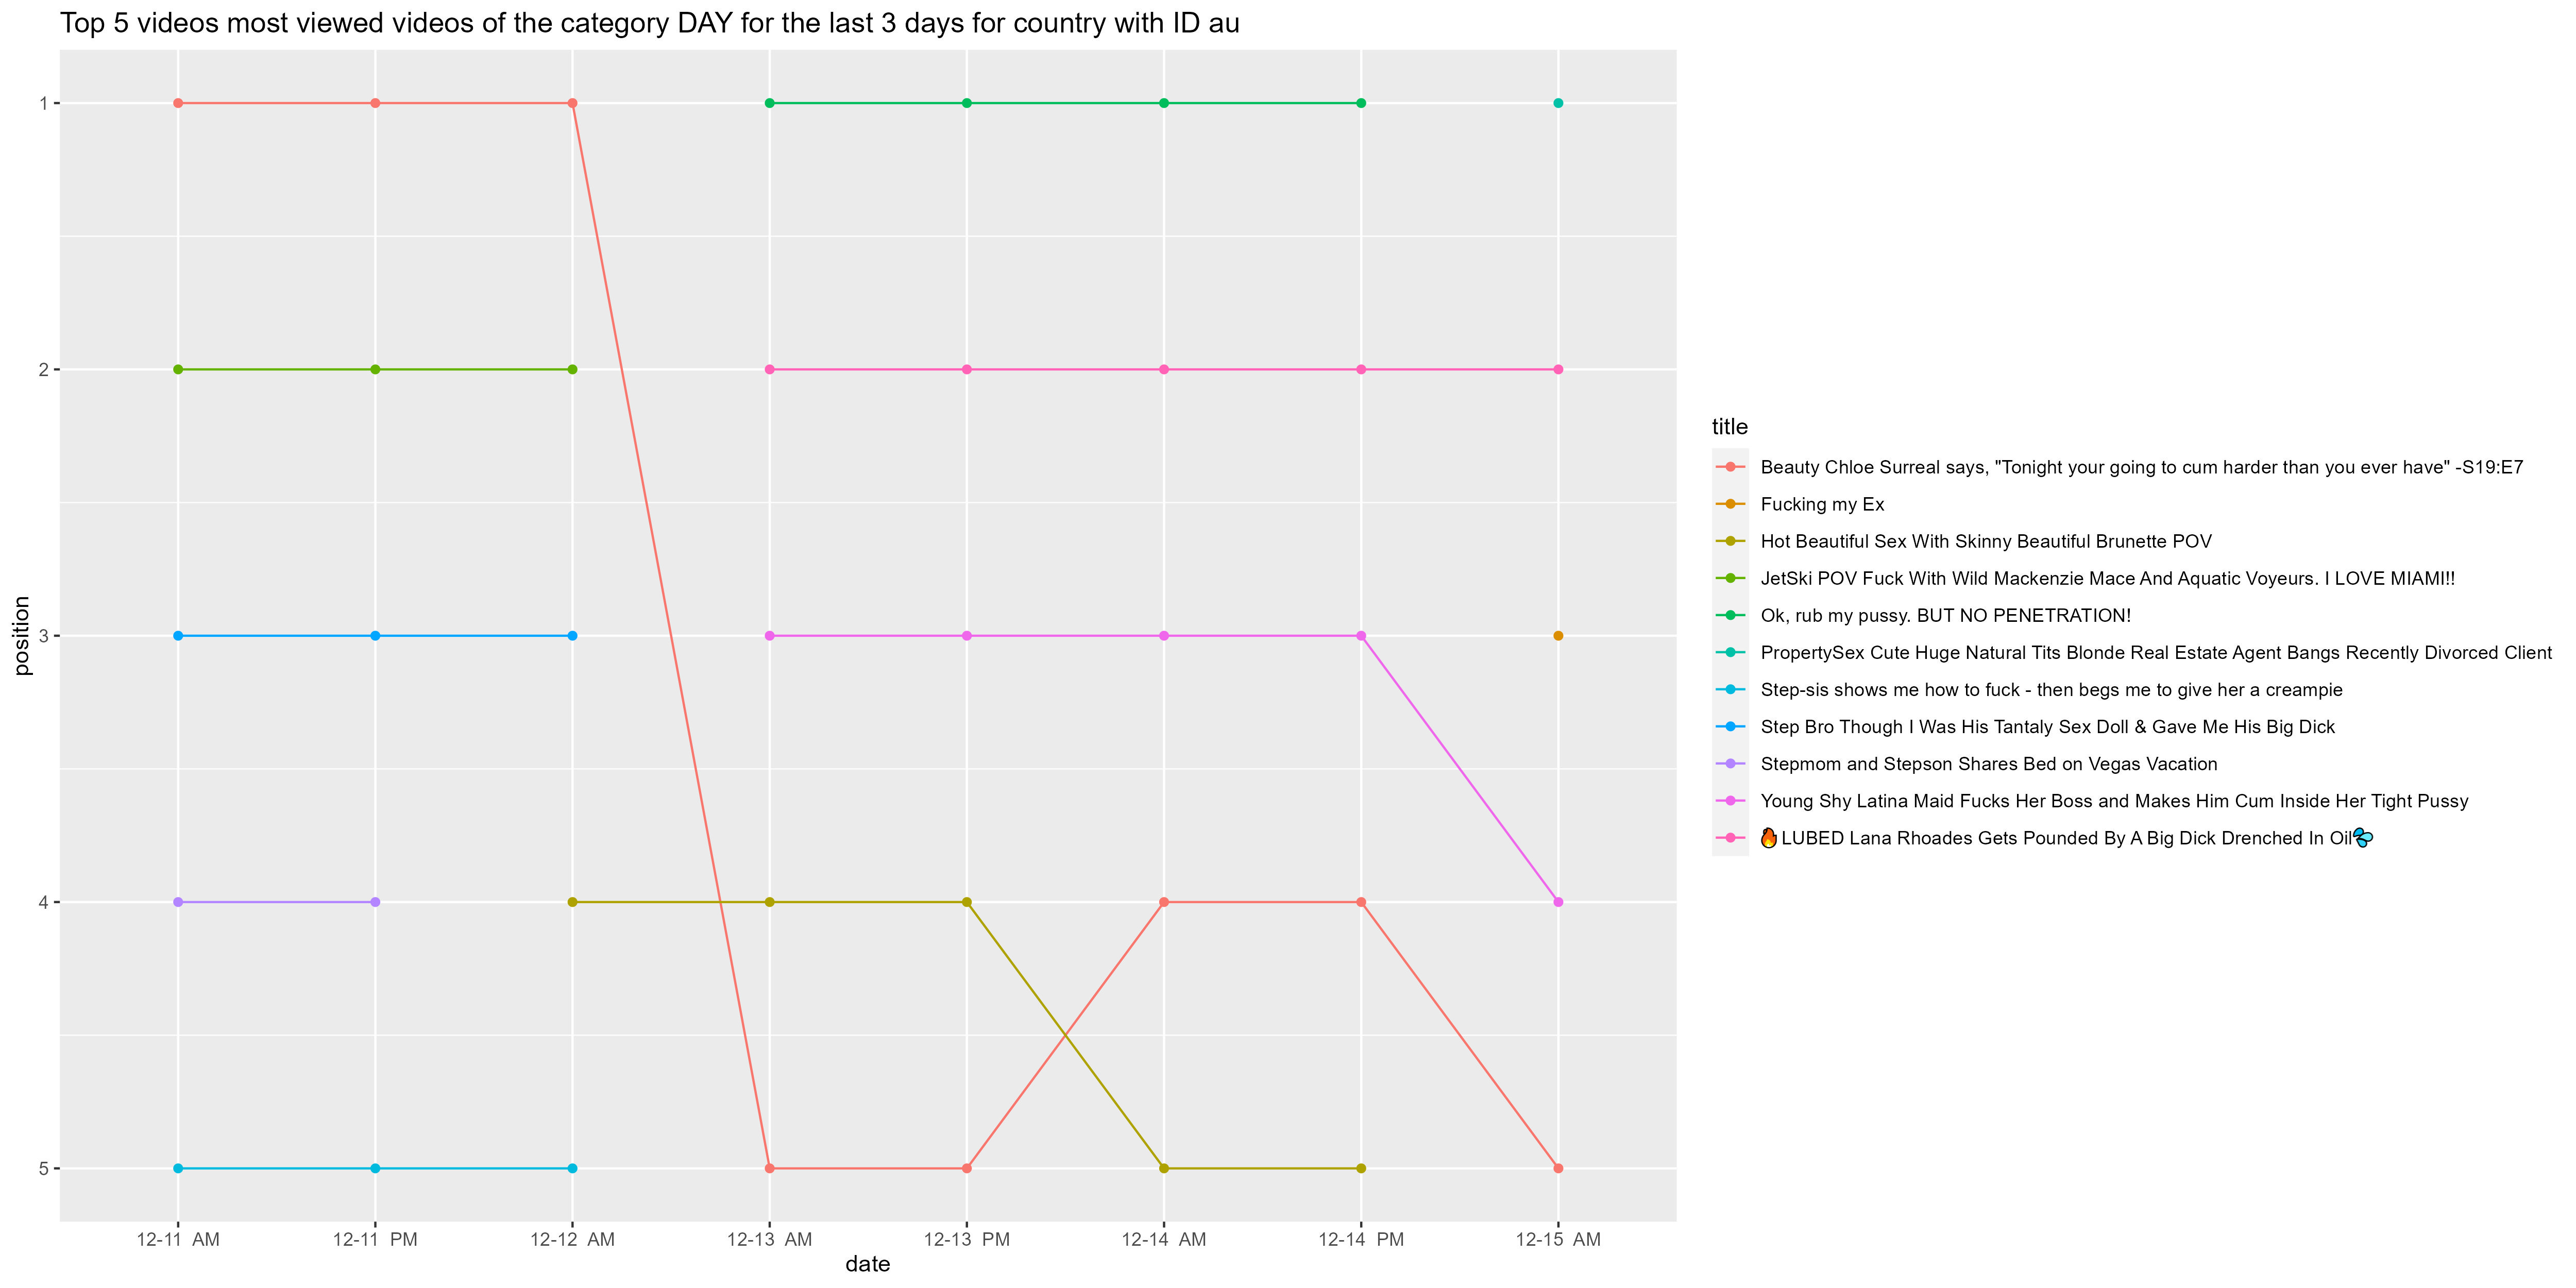 Top 5 videos most viewed videos of the category DAY for the last 3 days for country with ID au
position
1
2
3
4
5
12-11 AM
12-11 PM
12-12 AM
12-13 AM
12-13 PM
12-14 AM
12-14 PM
12-15 AM
date
title
Beauty Chloe Surreal says, "Tonight your going to cum harder than you ever have" -S19:E7
Fucking my Ex
Hot Beautiful Sex With Skinny Beautiful Brunette POV
JetSki POV Fuck With Wild Mackenzie Mace And Aquatic Voyeurs. I LOVE MIAMI!!
Ok, rub my pussy. BUT NO PENETRATION!
PropertySex Cute Huge Natural Tits Blonde Real Estate Agent Bangs Recently Divorced Client
Step-sis shows me how to fuck - then begs me to give her a creampie
Step Bro Though I Was His Tantaly Sex Doll & Gave Me His Big Dick
Stepmom and Stepson Shares Bed on Vegas Vacation
Young Shy Latina Maid Fucks Her Boss and Makes Him Cum Inside Her Tight Pussy
🔥LUBED Lana Rhoades Gets Pounded By A Big Dick Drenched In Oil💦